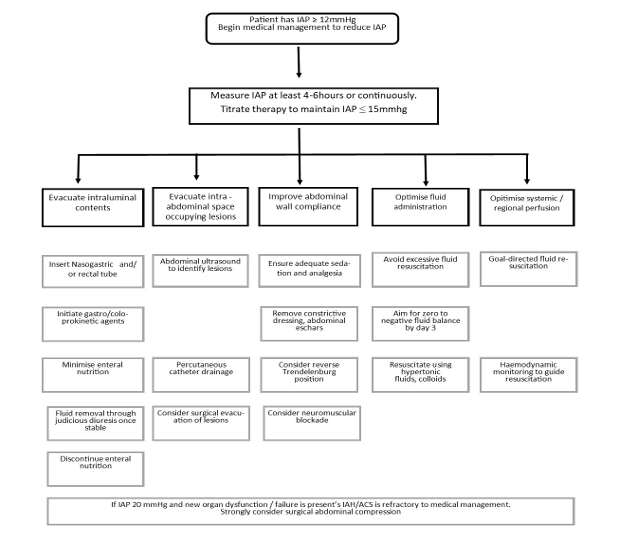 Patient has IAP ≥ 12mmHg
Begin medical management to reduce IAP
Measure IAP at least 4-6hours or continuously.
Titrate therapy to maintain IAP ≤ 15mmhg
Evacuate intraluminal
contents
Evacuate intra -
abdominal space
occupying lesions
Improve abdominal
wall compliance
Optimise fluid
administration
Opitimise systemic /
regional perfusion
Insert Nasogastric and/
or rectal tube
Abdominal ultrasound
to identify lesions
Ensure adequate seda-
tion and analgesia
Avoid excessive fluid
resuscitation
Goal-directed fluid re-
suscitation
Initiate gastro/colo-
prokinetic agents
Remove constrictive
dressing, abdominal
eschars
Aim for zero to
negative fluid balance
by day 3
Minimise enteral
nutrition
Percutaneous
catheter drainage
Consider reverse
Trendelenburg
position
Resuscitate using
hypertonic
fluids, colloids
Haemodynamic
monitoring to guide
resuscitation
Fluid removal through
judicious diuresis once
stable
Consider surgical evacu-
ation of lesions
Consider neuromuscular
blockade
Discontinue enteral
nutrition
If IAP 20 mmHg and new organ dysfunction / failure is present's IAH/ACS is refractory to medical management.
Strongly consider surgical abdominal compression